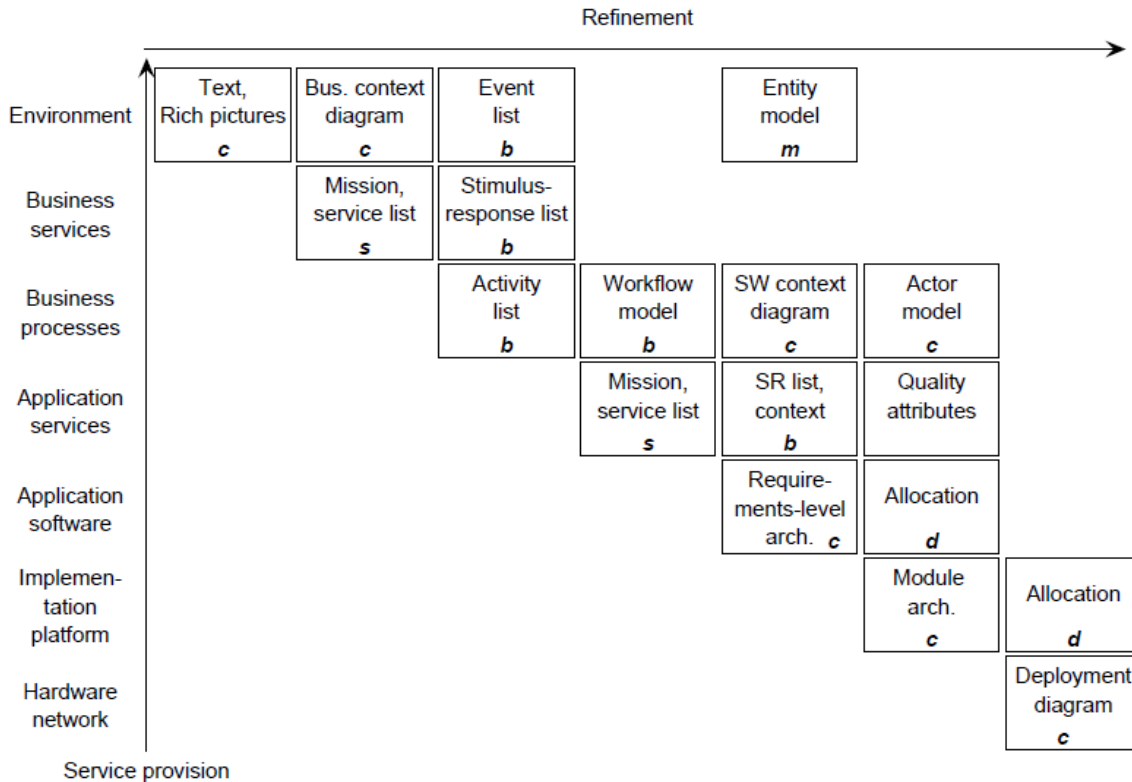 Refinement
Environment
Text,
Rich pictures
c
Bus. context
diagram
c
Event
list
b
Entity
model
m
Business
services
Mission,
service list
s
Stimulus-
response list
b
Business
processes
Activity
list
b
Workflow
model
b
SW context
diagram
c
Actor
model
c
Application
services
Mission,
service list
s
SR list,
context
b
Quality
attributes
Application
software
Require-
ments-level
arch. c
Allocation
d
Implemen-
tation
platform
Module
arch.
c
Allocation
d
Hardware
network
Deployment
diagram
c
Service provision